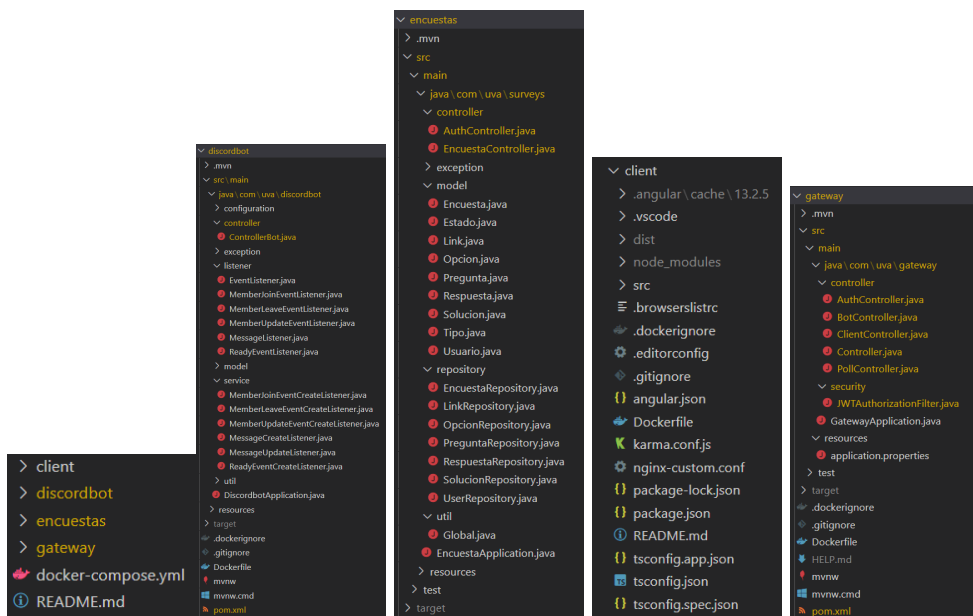 client
discordbot
encuestas
gateway
docker-compose.yml
README.md
discordbot
.mvn
src\main
java\com\uva\discordbot
configuration
controller
ControllerBot.java
exception
listener
EventListener.java
MemberJoinEventListener.java
MemberLeaveEventListener.java
MemberUpdateEventListener.java
MessageListener.java
ReadyEventListener.java
model
service
MemberJoinEventCreateListener.java
MemberLeaveEventCreateListener.java
MemberUpdateEventCreateListener.java
MessageCreateListener.java
MessageUpdateListener.java
ReadyEventCreateListener.java
util
DiscordbotApplication.java
resources
target
.dockerignore
.gitignore
Dockerfile
mvnw
mvnw.cmd
pom.xml
encuestas
.mvn
src
main
java\com\uva\surveys
controller
AuthController.java
EncuestaController.java
exception
model
Encuesta.java
Estado.java
Link.java
Opcion.java
Pregunta.java
Respuesta.java
Solucion.java
Tipo.java
Usuario.java
repository
EncuestaRepository.java
LinkRepository.java
OpcionRepository.java
PreguntaRepository.java
RespuestaRepository.java
SolucionRepository.java
UserRepository.java
util
Global.java
EncuestaApplication.java
resources
test
target
client
.angular\cache\13.2.5
.vscode
dist
node_modules
src
.browserslistrc
.dockerignore
.editorconfig
.gitignore
angular.json
Dockerfile
karma.conf.js
nginx-custom.conf
package-lock.json
package.json
README.md
tsconfig.app.json
tsconfig.json
tsconfig.spec.json
gateway
.mvn
src
main
java\com\uva\gateway
controller
AuthController.java
BotController.java
ClientController.java
Controller.java
PollController.java
security
JWTAuthorizationFilter.java
GatewayApplication.java
resources
application.properties
test
target
.dockerignore
.gitignore
Dockerfile
HELP.md
mvnw
mvnw.cmd
pom.xml